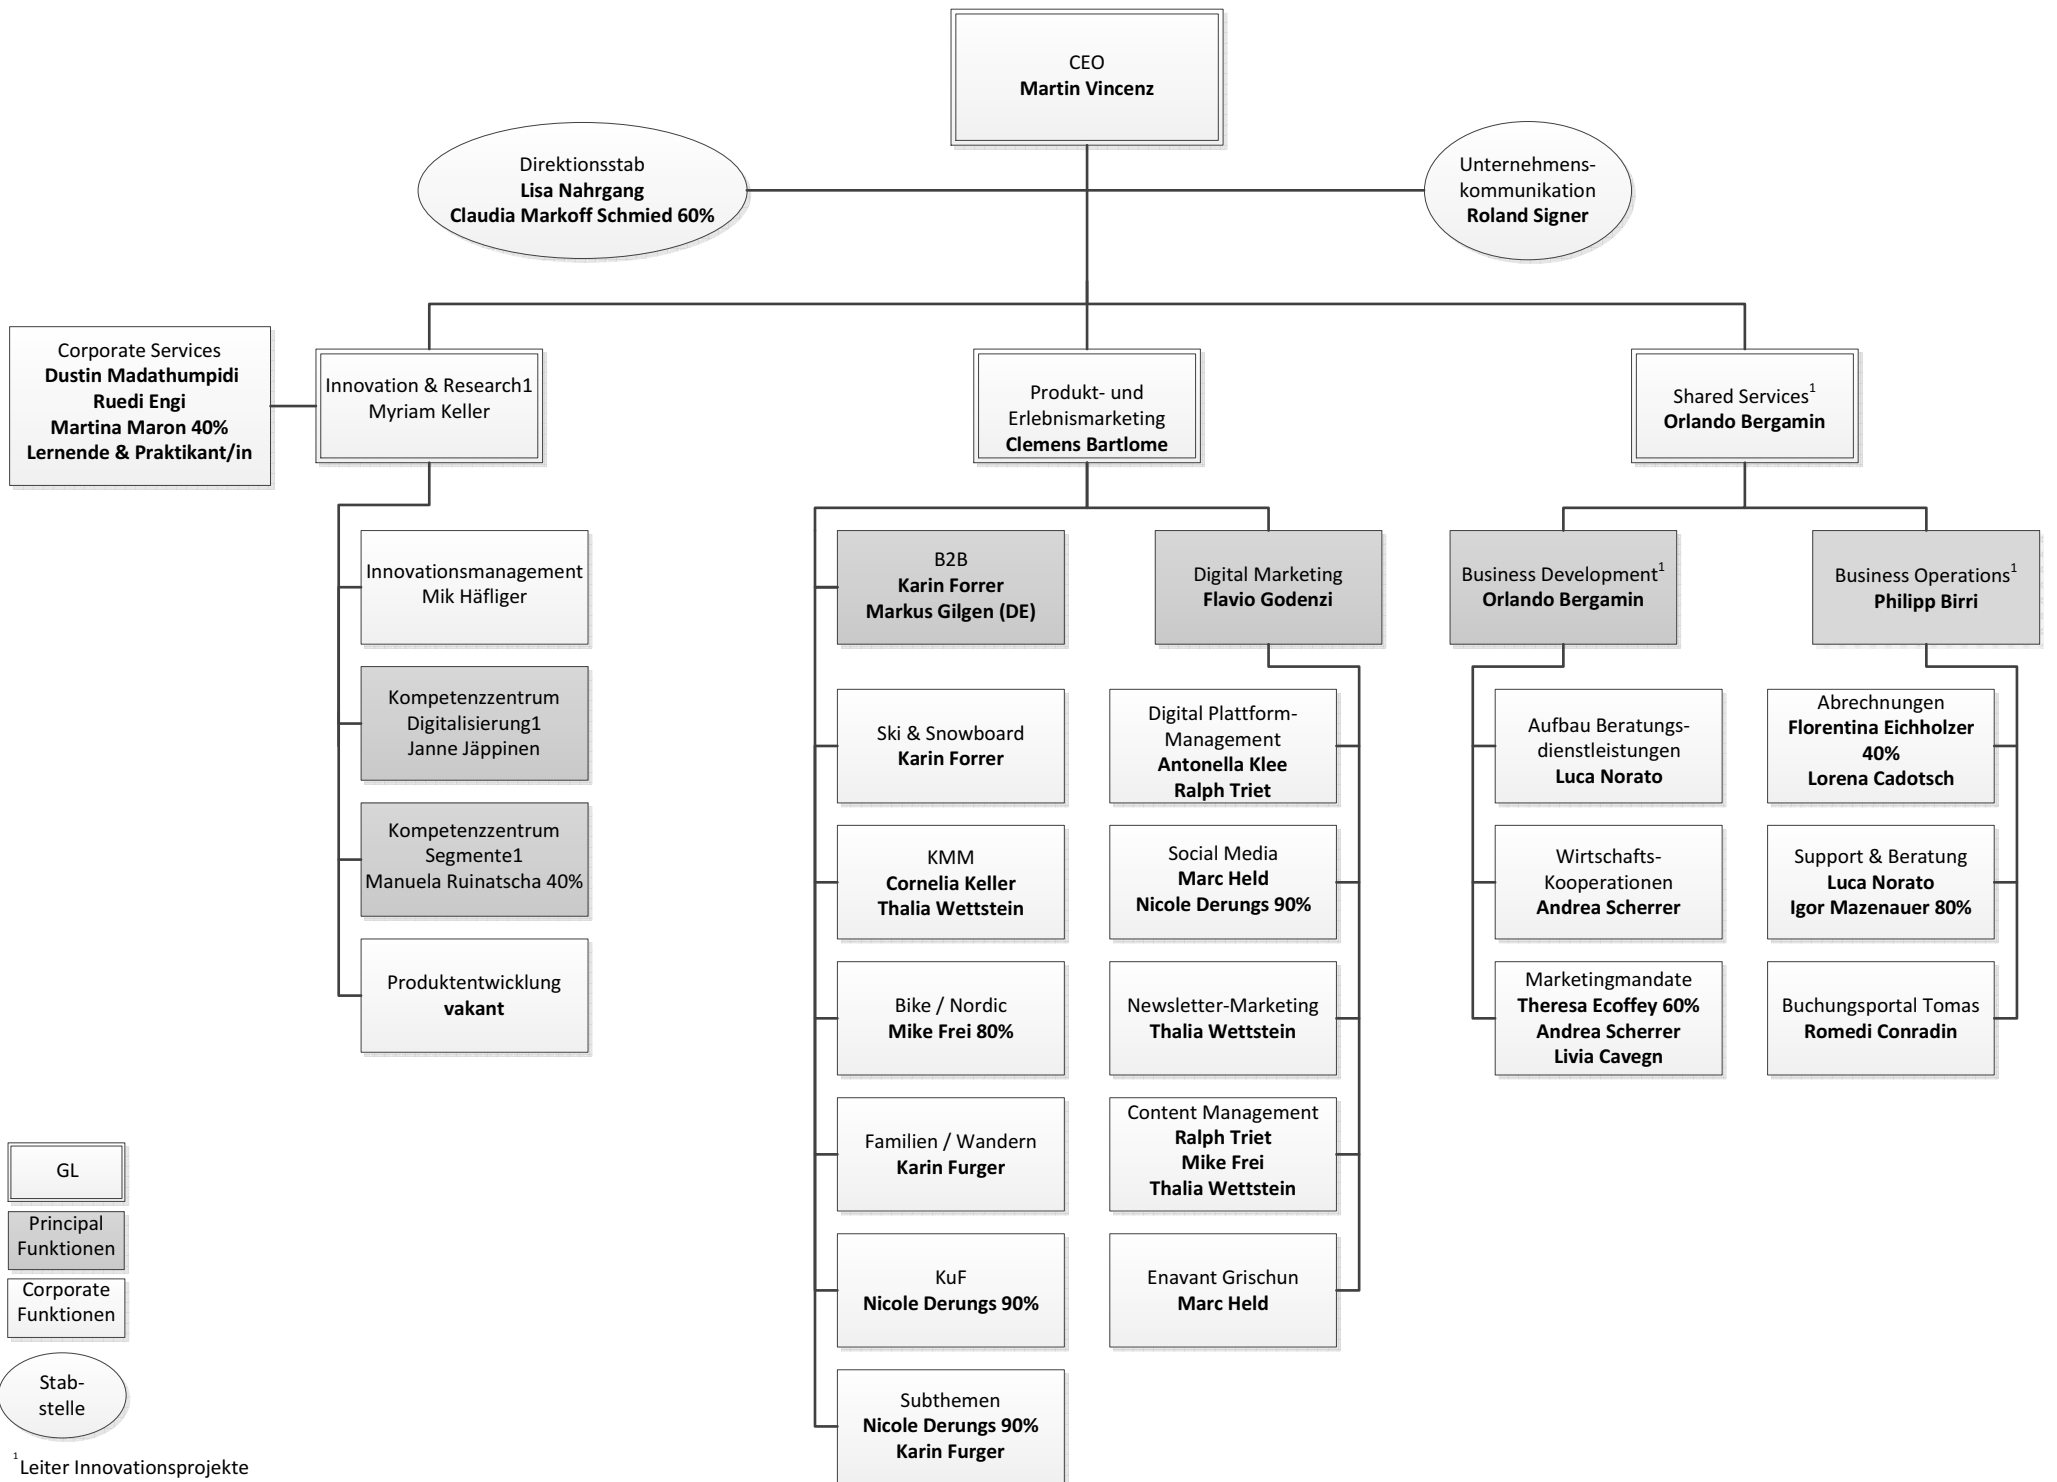 CEO
Martin Vincenz
Direktionsstab
Lisa Nahrgang
Claudia Markoff Schmied 60%
Unternehmens-
kommunikation
Roland Signer
Corporate Services
Dustin Madathumpidi
Ruedi Engi
Martina Maron 40%
Lernende & Praktikant/in
Innovation & Research1
Myriam Keller
Produkt- und
Erlebnismarketing
Clemens Bartlome
Shared Services¹
Orlando Bergamin
Innovationsmanagement
Mik Häfliger
Kompetenzzentrum
Digitalisierung1
Janne Jäppinen
Kompetenzzentrum
Segmente1
Manuela Ruinatscha 40%
Produktentwicklung
vakant
B2B
Karin Forrer
Markus Gilgen (DE)
Ski & Snowboard
Karin Forrer
KMM
Cornelia Keller
Thalia Wettstein
Bike / Nordic
Mike Frei 80%
Familien / Wandern
Karin Furger
KuF
Nicole Derungs 90%
Subthemen
Nicole Derungs 90%
Karin Furger
Digital Marketing
Flavio Godenzi
Digital Plattform-
Management
Antonella Klee
Ralph Triet
Social Media
Marc Held
Nicole Derungs 90%
Newsletter-Marketing
Thalia Wettstein
Content Management
Ralph Triet
Mike Frei
Thalia Wettstein
Enavant Grischun
Marc Held
Business Development¹
Orlando Bergamin
Aufbau Beratungs-
dienstleistungen
Luca Norato
Wirtschafts-
Kooperationen
Andrea Scherrer
Marketingmandate
Theresa Ecoffey 60%
Andrea Scherrer
Livia Cavegn
Business Operations¹
Philipp Birri
Abrechnungen
Florentina Eichholzer
40%
Lorena Cadotsch
Support & Beratung
Luca Norato
Igor Mazenauer 80%
Buchungsportal Tomas
Romedi Conradin
GL
Principal
Funktionen
Corporate
Funktionen
Stab-
stelle
¹Leiter Innovationsprojekte